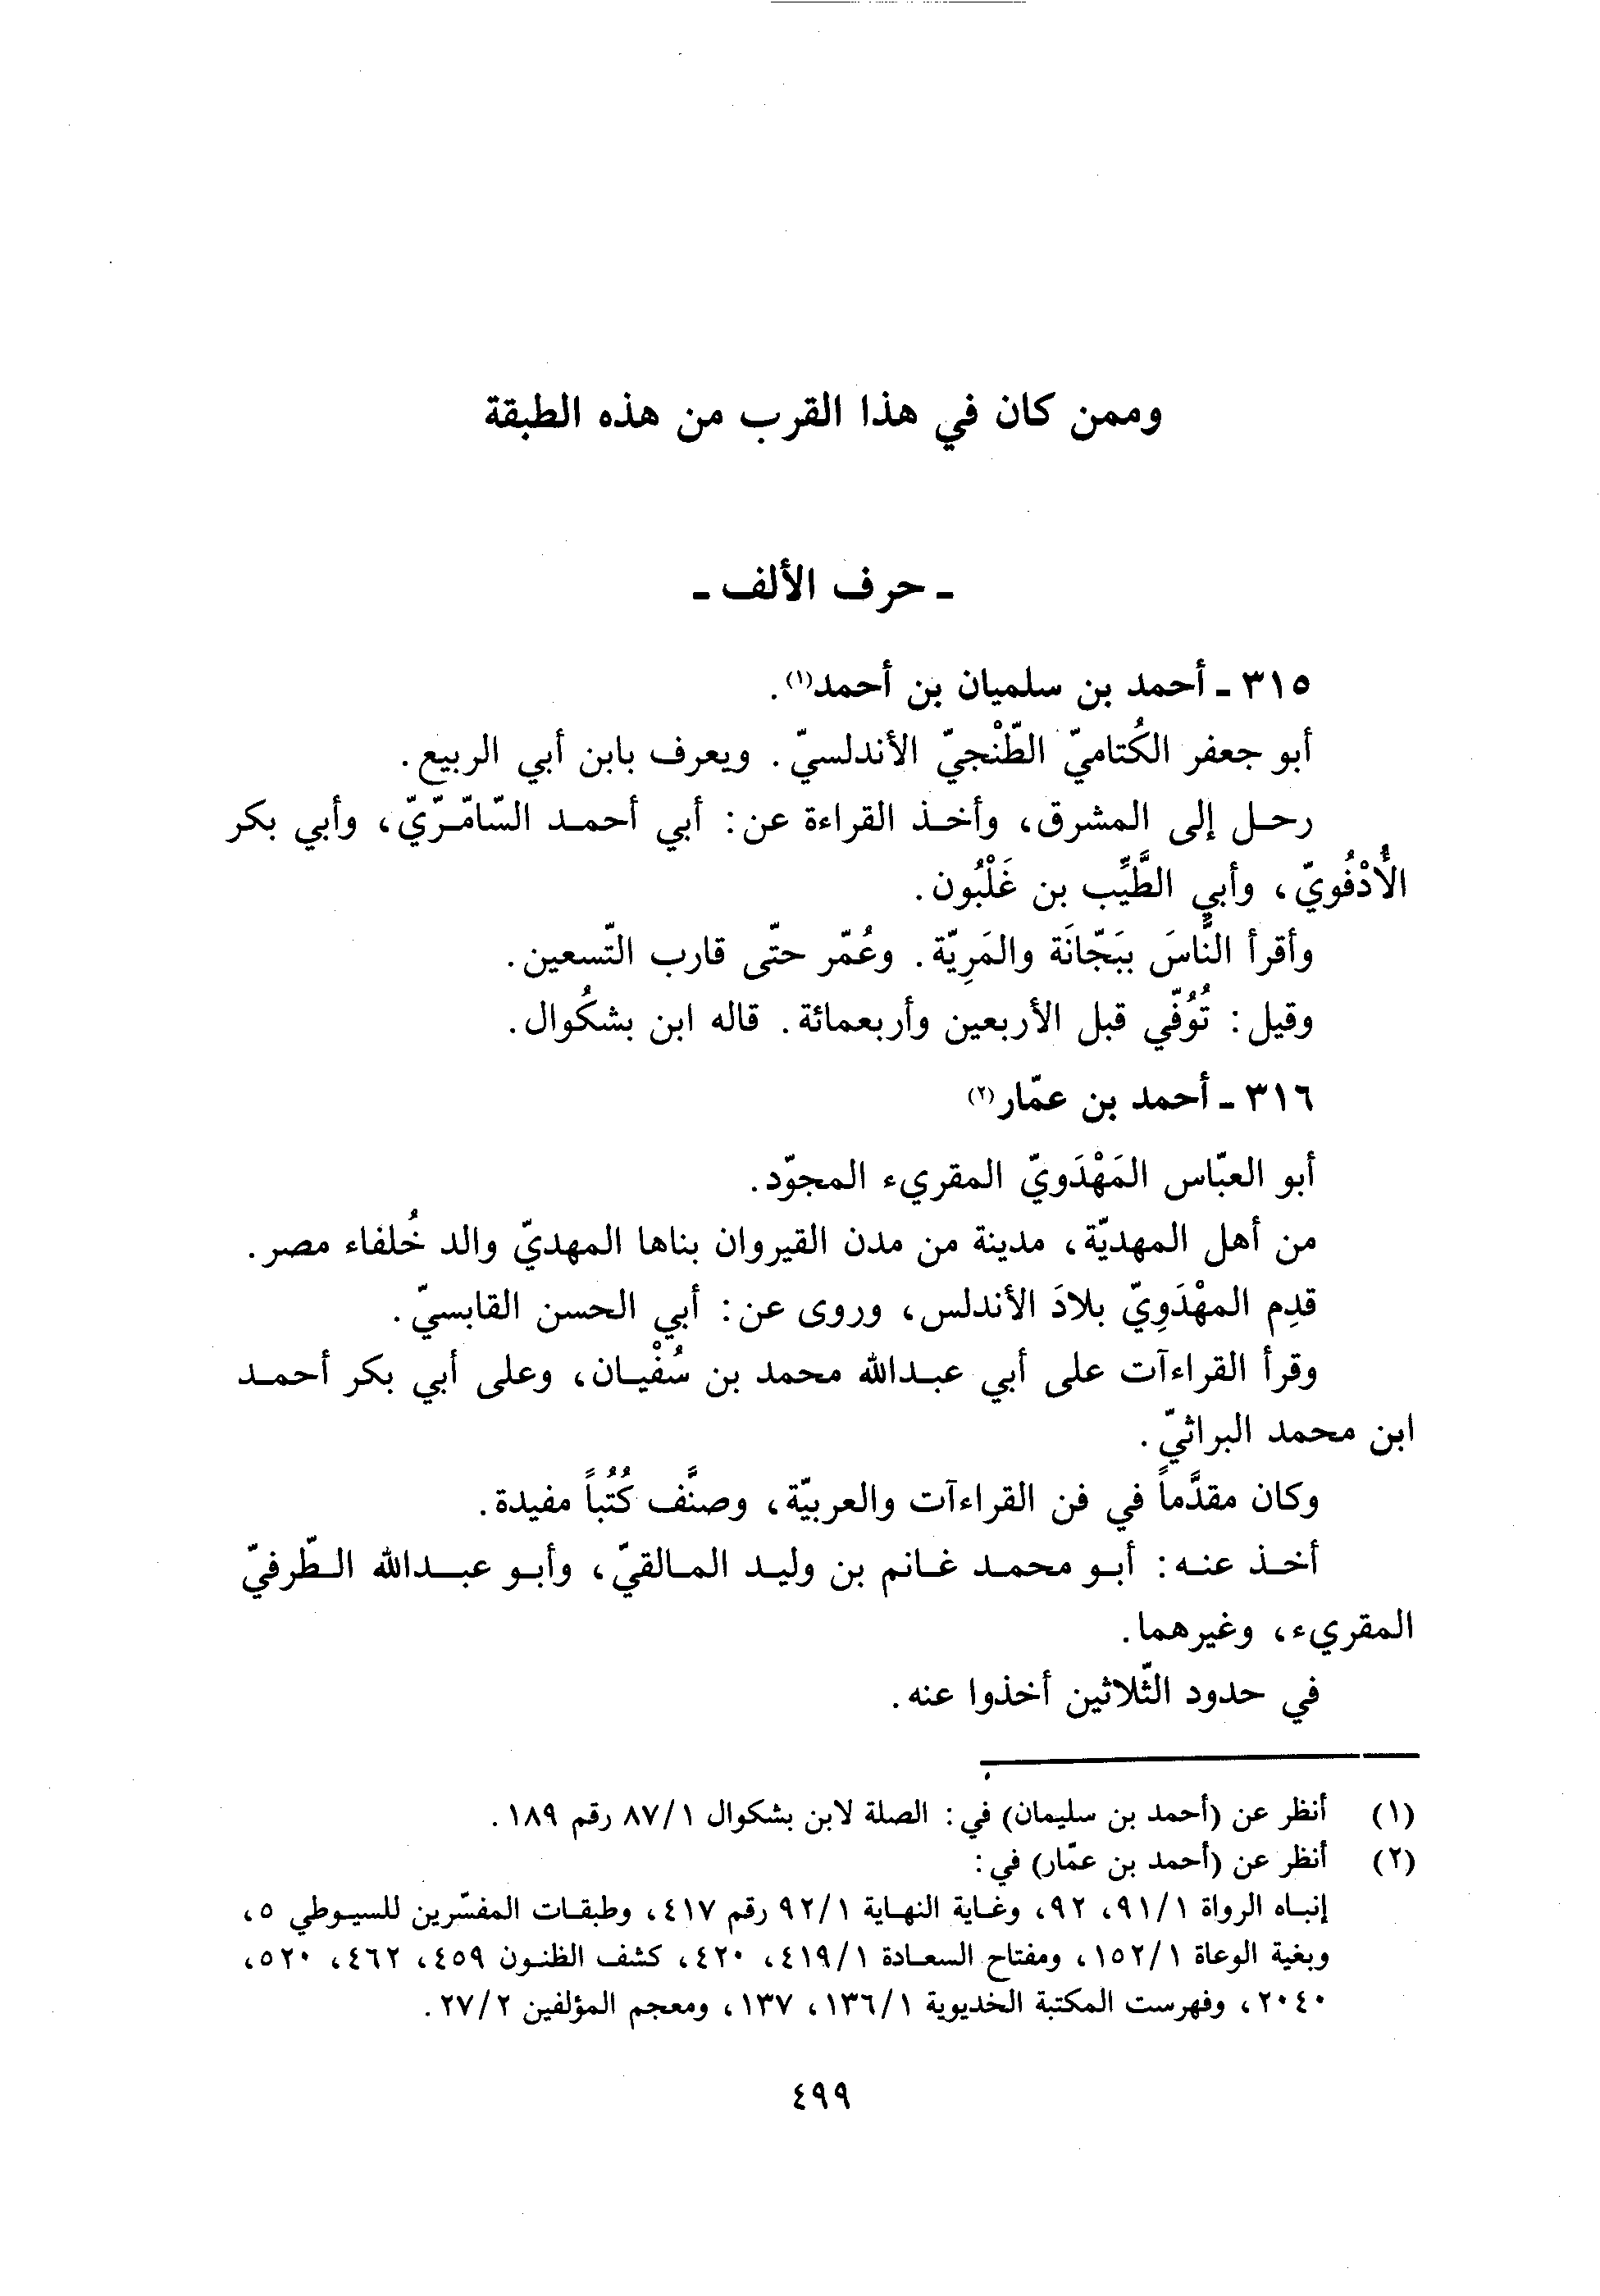 وممن كان في هذا القرب من هذه الطبقة
ـ حرف الألف ـ
٣١٥ ـ أحمد بن سلميان بن أحمد(١).
أبو جعفر الكُتاميّ الطّنْجيّ الأندلسيّ. ويعرف بابن أبي الربيع.
رحل إلى المشرق، وأخذ القراءة عن: أبي أحمد السّامّرّيّ، وأبي بكر
الأُدْفُويّ، وأبي الطَّيِّب بن غَلْبُون.
وأقرأ النَّاسَ ببَجّانَة والمَرِيّة. وعُمّر حتّى قارب التّسعين.
وقيل: تُوُفّي قبل الأربعين وأربعمائة. قاله ابن بشكُوال.
٣١٦ ـ أحمد بن عمّار(٢)
أبو العبّاس المَهْدَويّ المقريء المجوّد.
من أهل المهديّة، مدينة من مدن القيروان بناها المهديّ والد خُلفاء مصر.
قدِم المهْدَوِيّ بلادَ الأندلس، وروى عن: أبي الحسن القابسيّ.
وقرأ القراءآت على أبي عبدالله محمد بن سُفْيان، وعلى أبي بكر أحمد
ابن محمد البراثيّ.
وكان مقدَّماً في فن القراءآت والعربيّة، وصنَّف كُتُباً مفيدة.
أخذ عنه: أبو محمد غانم بن وليد المالقيّ، وأبو عبدالله الطّرفيّ
المقريء، وغيرهما.
في حدود الثّلاثين أخذوا عنه.
(١) أنظر عن (أحمد بن سليمان) في: الصلة لابن بشكوال ٨٧/١ رقم ١٨٩.
(٢) أنظر عن (أحمد بن عمّار) في:
إنباه الرواة ٩١/١، ٩٢، وغاية النهاية ٩٢/١ رقم ٤١٧، وطبقات المفسّرين للسيوطي ٥،
وبغية الوعاة ١٥٢/١، ومفتاح السعادة ٤١٩/١، ٤٢٠، كشف الظنون ٤٥٩، ٤٦٢، ٥٢٠،
٢٠٤٠، وفهرست المكتبة الخديوية ١٣٦/١، ١٣٧، ومعجم المؤلفين ٢٧/٢.
٤٩٩